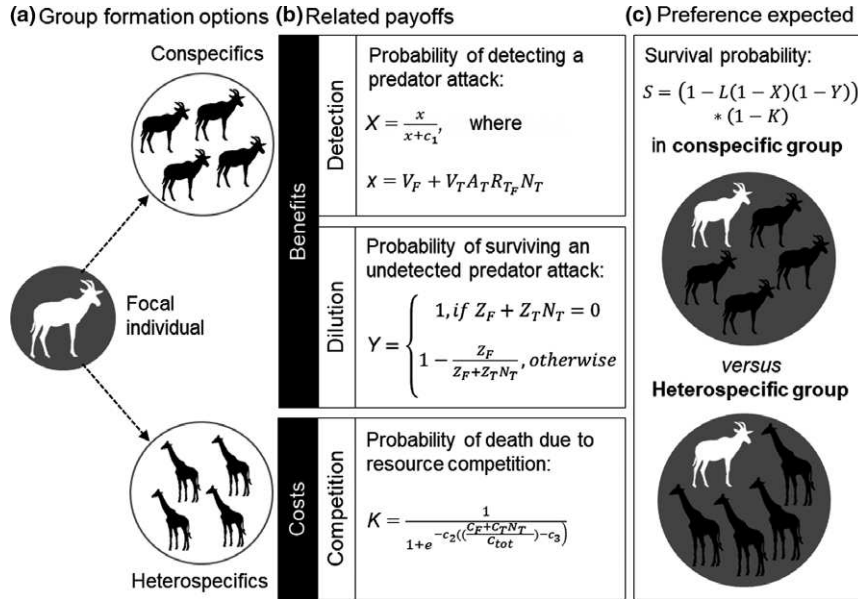 (a) Group formation options
Conspecifics
Focal
individual
Heterospecifics
(b) Related payoffs
Benefits
Detection
Probability of detecting a
predator attack:
X = x/(x+c₁), where
x = V_F + V_T A_T R_{T_F} N_T
Dilution
Probability of surviving an
undetected predator attack:
Y = { 1, if Z_F + Z_T N_T = 0
1 − Z_F/(Z_F+Z_T N_T), otherwise
Costs
Competition
Probability of death due to
resource competition:
K = 1/(1+e^{−c₂(((C_F+C_T N_T)/C_tot)−c₃)})
(c) Preference expected
Survival probability:
S = (1 − L(1 − X)(1 − Y))
∗ (1 − K)
in conspecific group
versus
Heterospecific group